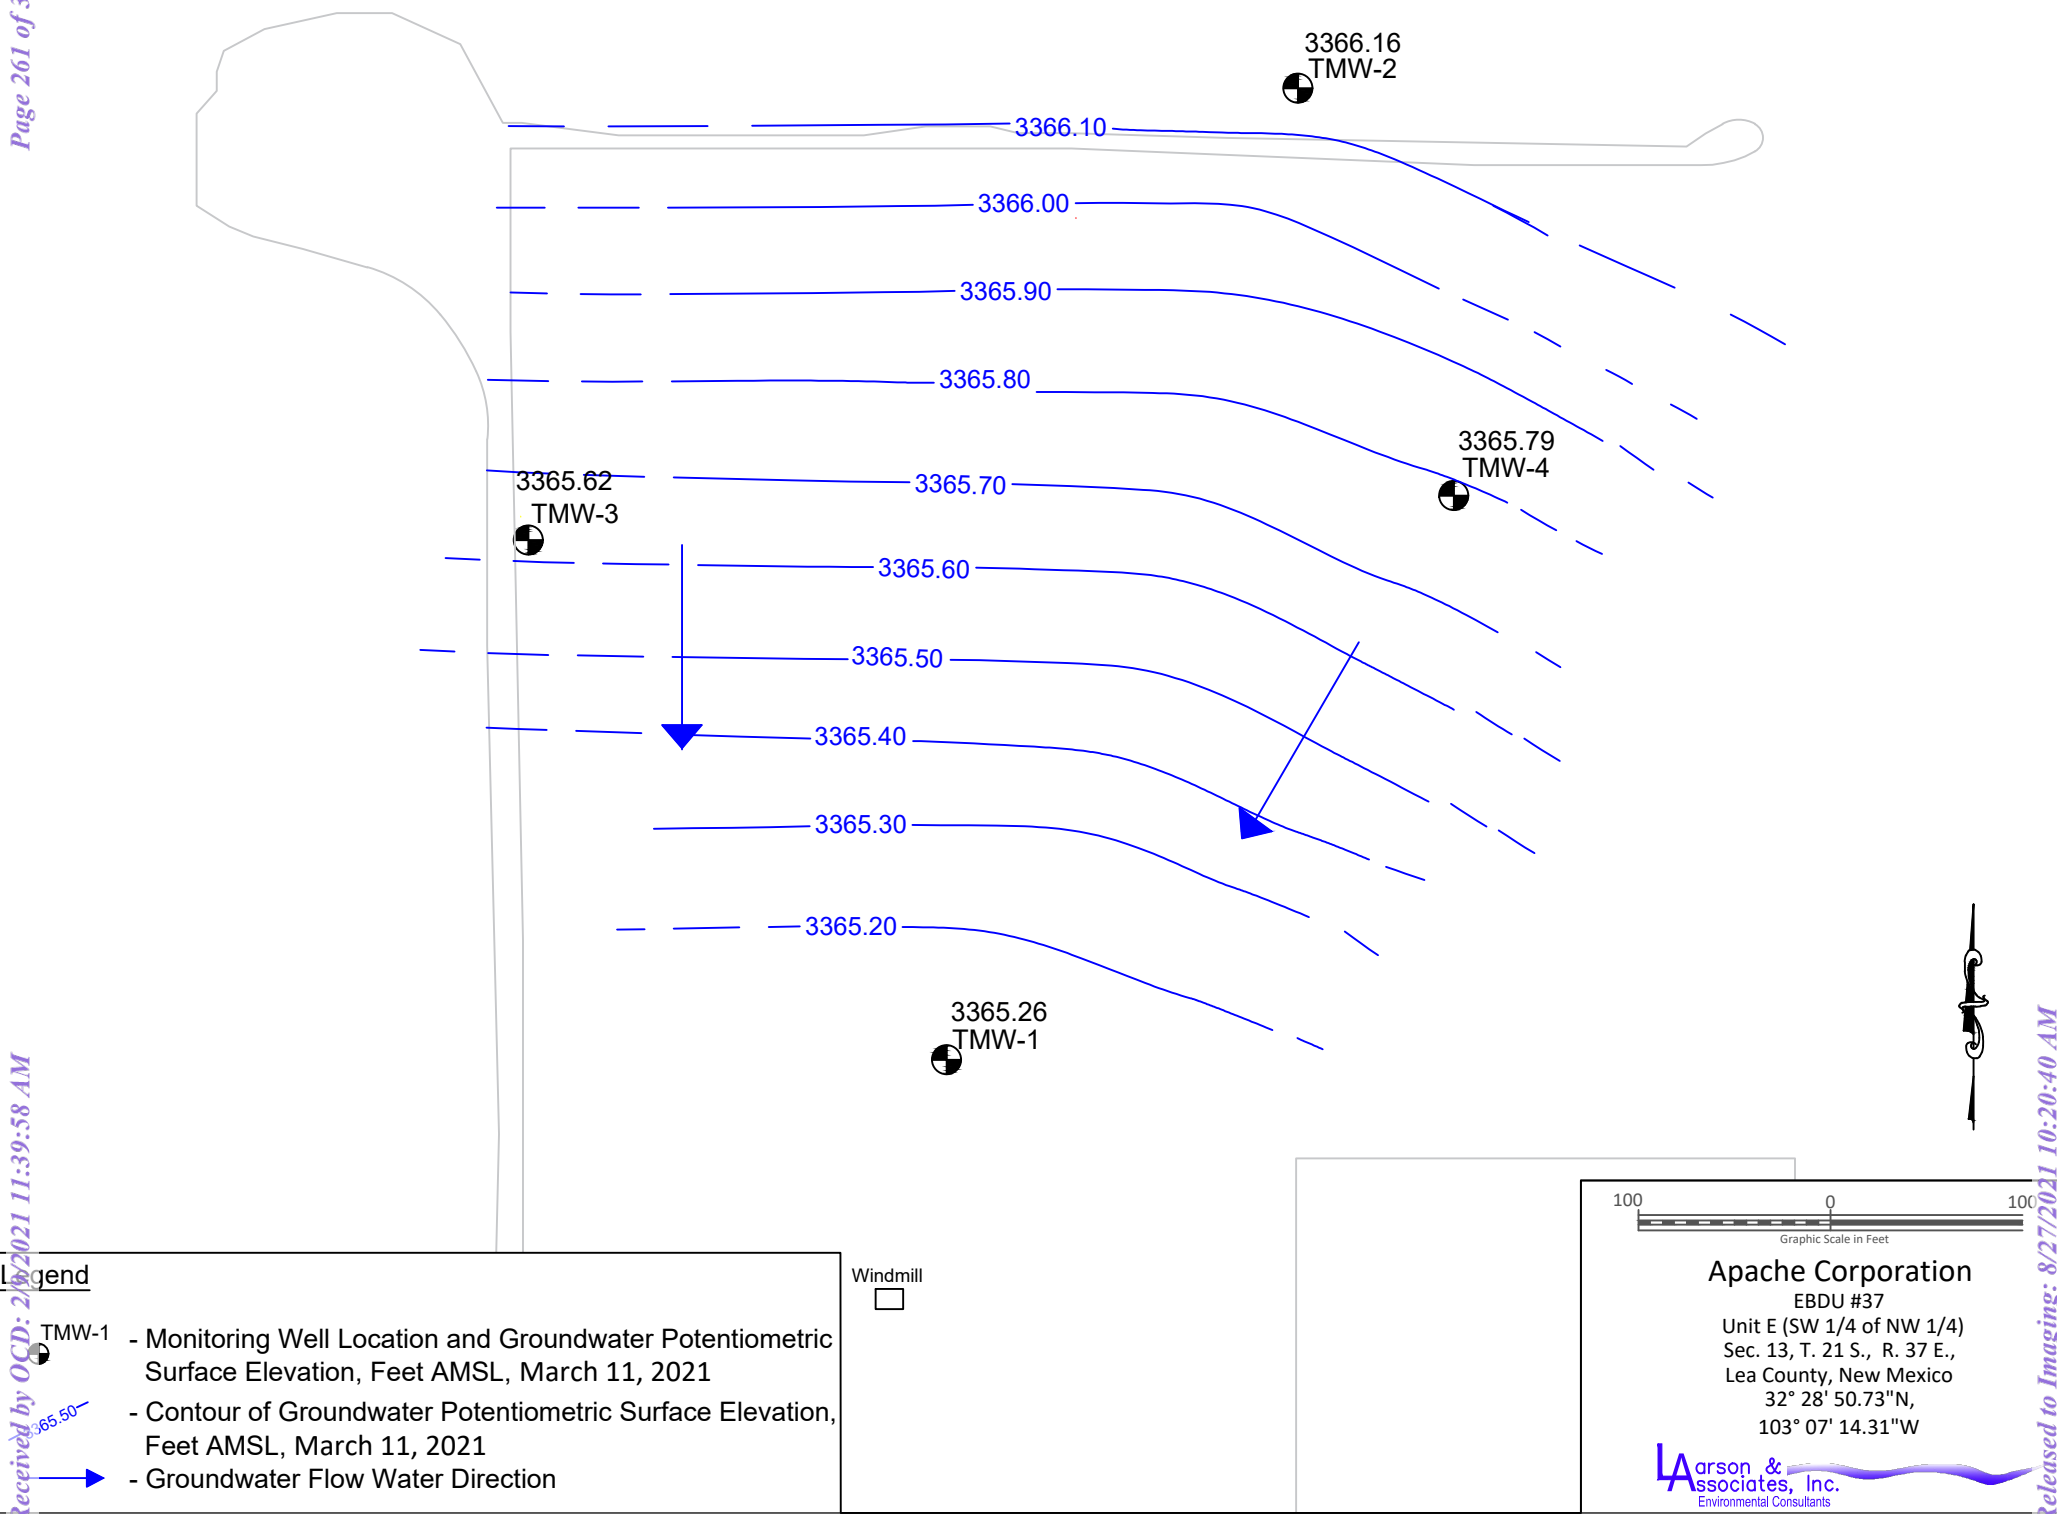 Page 261 of 3
3366.16
TMW-2
3366.10
3366.00
3365.90
3365.80
3365.79
TMW-4
3365.70
3365.62
TMW-3
3365.60
3365.50
3365.40
3365.30
3365.20
3365.26
TMW-1
Received by OCD: 2/9/2021 11:39:58 AM
Released to Imaging: 8/27/2021 10:20:40 AM
Legend
TMW-1
- Monitoring Well Location and Groundwater Potentiometric
Surface Elevation, Feet AMSL, March 11, 2021
3365.50
- Contour of Groundwater Potentiometric Surface Elevation,
Feet AMSL, March 11, 2021
- Groundwater Flow Water Direction
Windmill
100 0 100
Graphic Scale in Feet
Apache Corporation
EBDU #37
Unit E (SW 1/4 of NW 1/4)
Sec. 13, T. 21 S., R. 37 E.,
Lea County, New Mexico
32° 28' 50.73"N,
103° 07' 14.31"W
Larson &
Associates, Inc.
Environmental Consultants